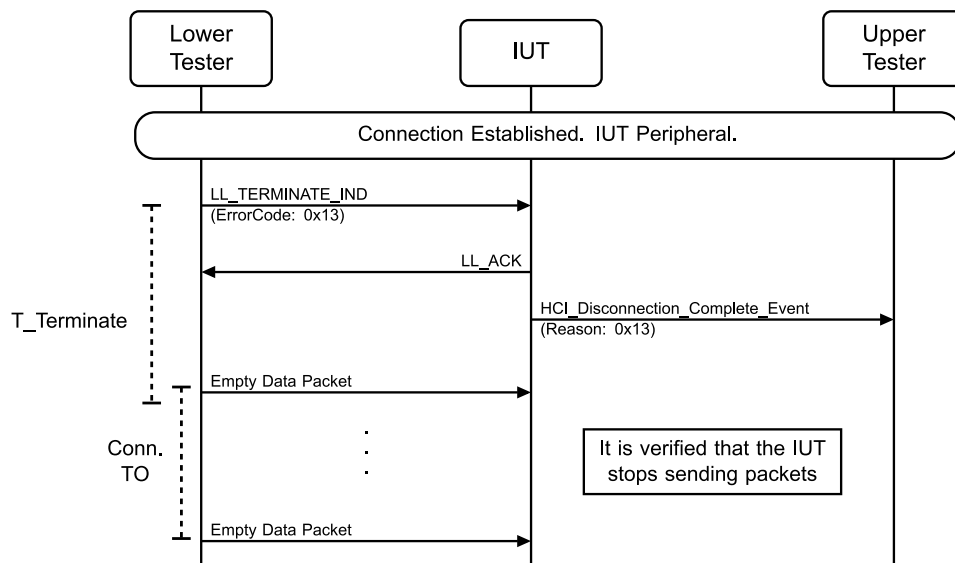 Lower
Tester
IUT
Upper
Tester
Connection Established.  IUT Peripheral.
LL_TERMINATE_IND
(ErrorCode:  0x13)
LL_ACK
HCI_Disconnection_Complete_Event
(Reason:  0x13)
T_Terminate
Empty Data Packet
Conn.
TO
.
.
.
It is verified that the IUT
stops sending packets
Empty Data Packet